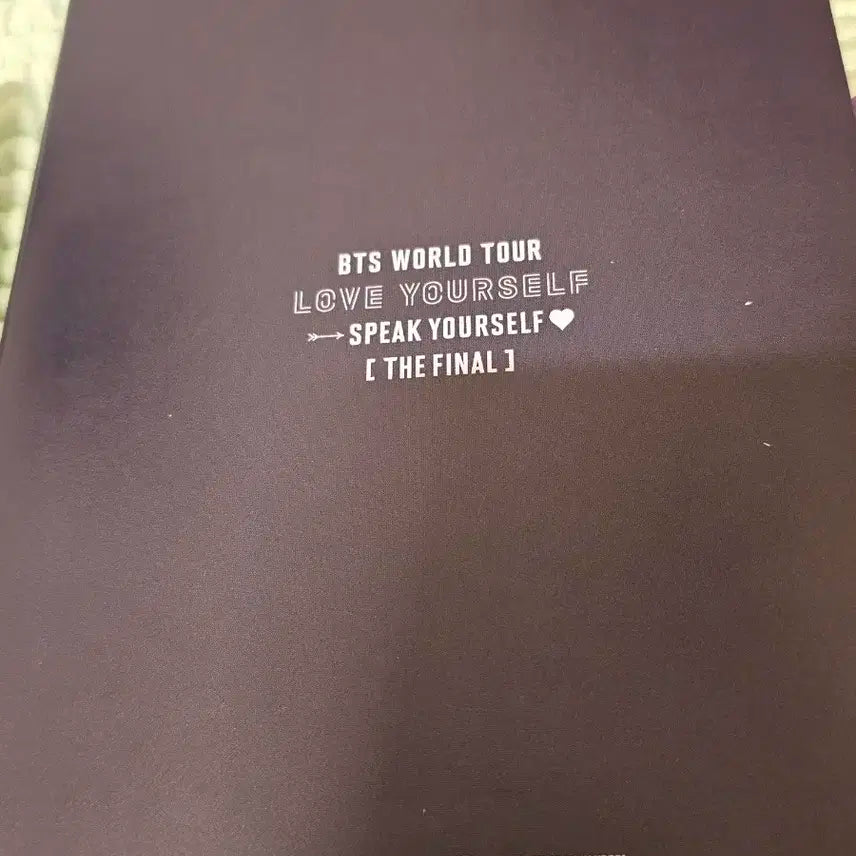 BTS WORLD TOUR
LOVE YOURSELF
SPEAK YOURSELF
[ THE FINAL ]